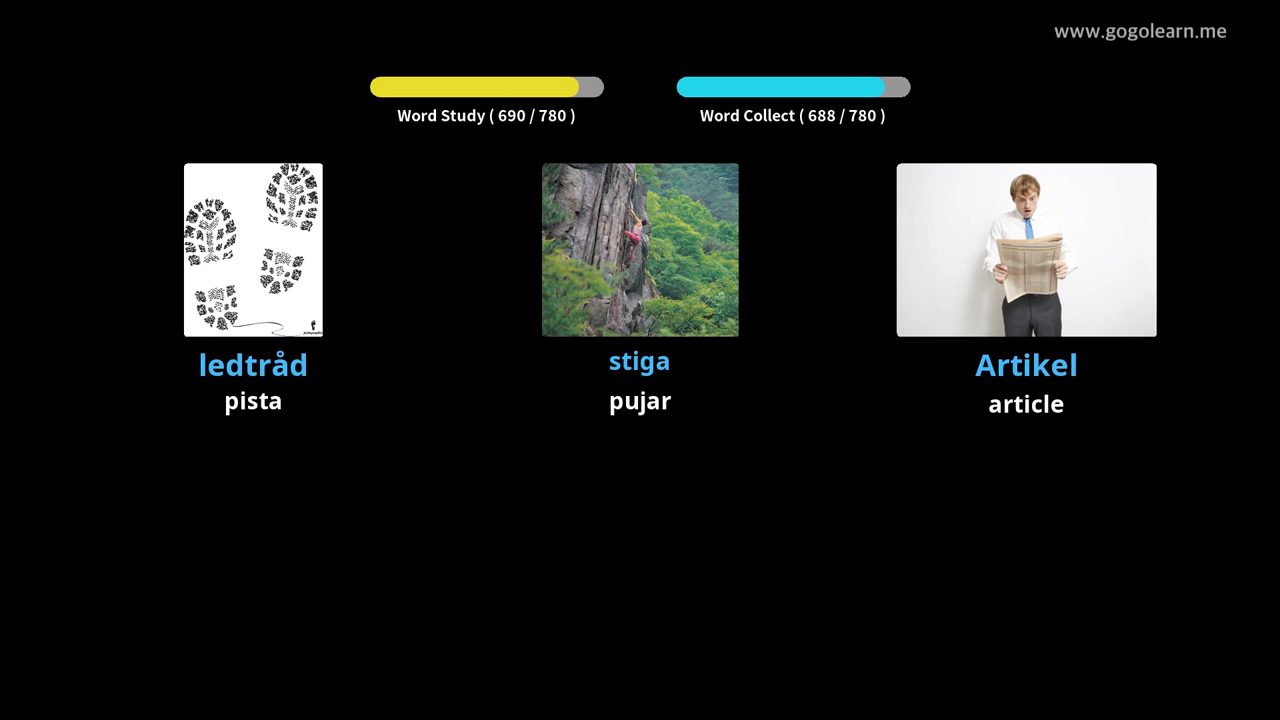 www.gogolearn.me
Word Study ( 690 / 780 )
Word Collect ( 688 / 780 )
ledtråd
pista
stiga
pujar
Artikel
article